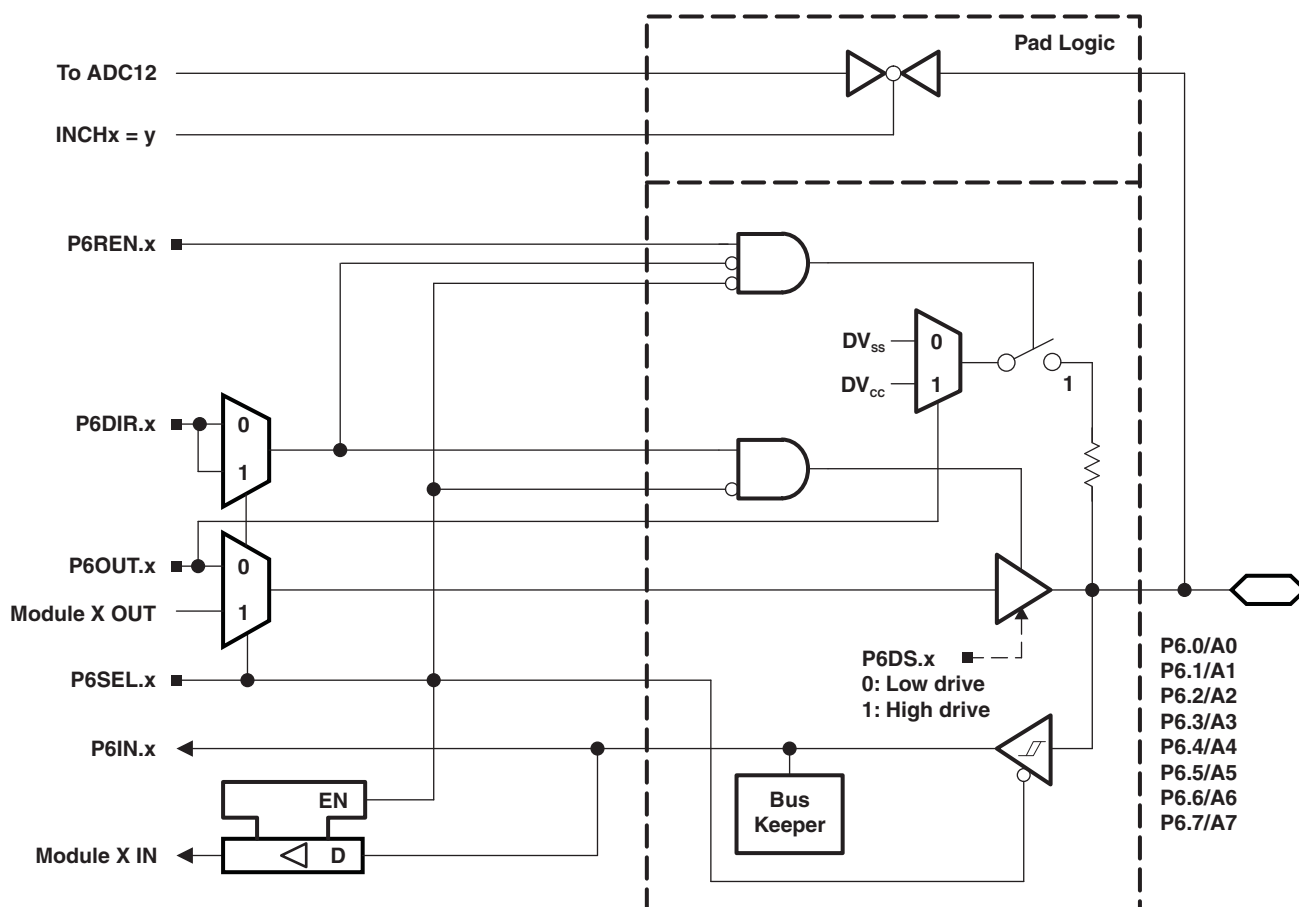 Pad Logic
To ADC12
INCHx = y
P6REN.x
DVSS
0
DVCC
1
1
P6DIR.x
0
1
P6OUT.x
0
Module X OUT
1
P6DS.x
0: Low drive
1: High drive
P6SEL.x
P6IN.x
EN
Bus
Keeper
Module X IN
D
P6.0/A0
P6.1/A1
P6.2/A2
P6.3/A3
P6.4/A4
P6.5/A5
P6.6/A6
P6.7/A7